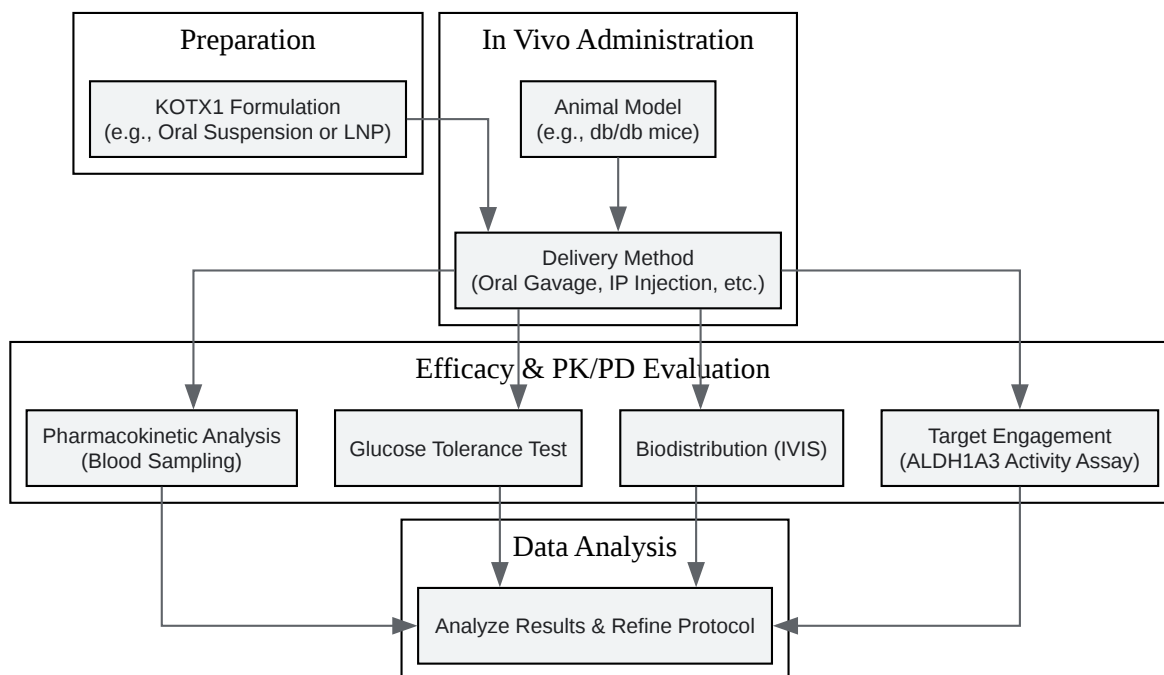 Preparation
In Vivo Administration
KOTX1 Formulation
(e.g., Oral Suspension or LNP)
Animal Model
(e.g., db/db mice)
Delivery Method
(Oral Gavage, IP Injection, etc.)
Efficacy & PK/PD Evaluation
Pharmacokinetic Analysis
(Blood Sampling)
Glucose Tolerance Test
Biodistribution (IVIS)
Target Engagement
(ALDH1A3 Activity Assay)
Data Analysis
Analyze Results & Refine Protocol